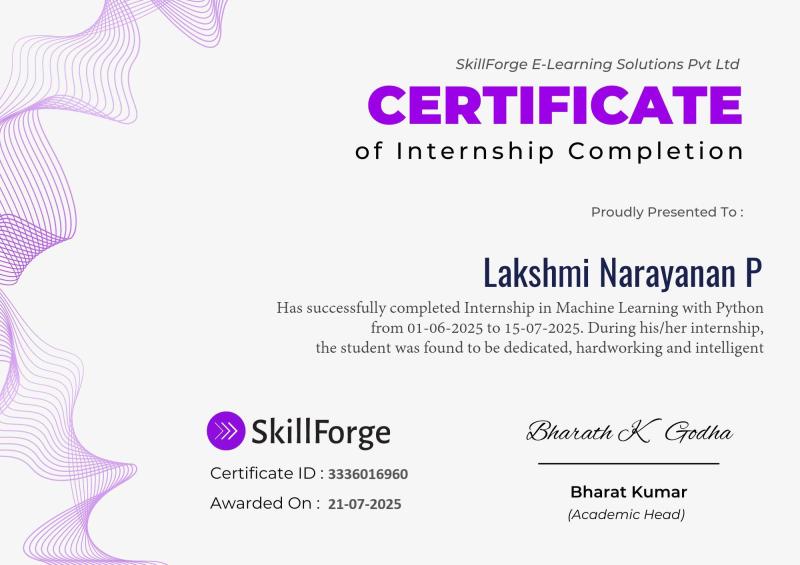 SkillForge E-Learning Solutions Pvt Ltd
CERTIFICATE
of Internship Completion
Proudly Presented To :
Lakshmi Narayanan P
Has successfully completed Internship in Machine Learning with Python
from 01-06-2025 to 15-07-2025. During his/her internship,
the student was found to be dedicated, hardworking and intelligent
SkillForge
Certificate ID : 3336016960
Awarded On : 21-07-2025
Bharath K Godha
Bharat Kumar
(Academic Head)